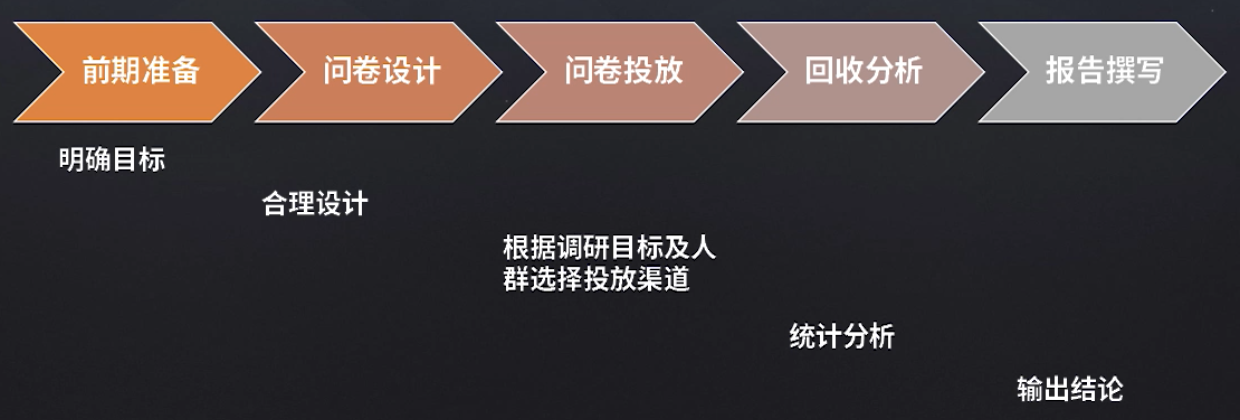 前期准备
问卷设计
问卷投放
回收分析
报告撰写
明确目标
合理设计
根据调研目标及人
群选择投放渠道
统计分析
输出结论